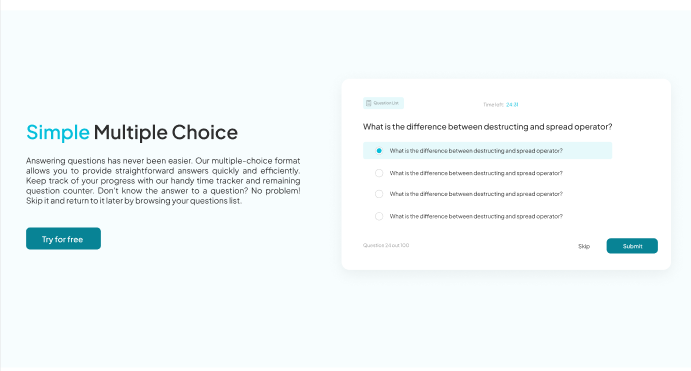 Simple Multiple Choice
Answering questions has never been easier. Our multiple-choice format
allows you to provide straightforward answers quickly and efficiently.
Keep track of your progress with our handy time tracker and remaining
question counter. Don't know the answer to a question? No problem!
Skip it and return to it later by browsing your questions list.
Try for free
Question List
Time left: 24:31
What is the difference between destructing and spread operator?
What is the difference between destructing and spread operator?
What is the difference between destructing and spread operator?
What is the difference between destructing and spread operator?
What is the difference between destructing and spread operator?
Question 24 out 100
Skip
Submit